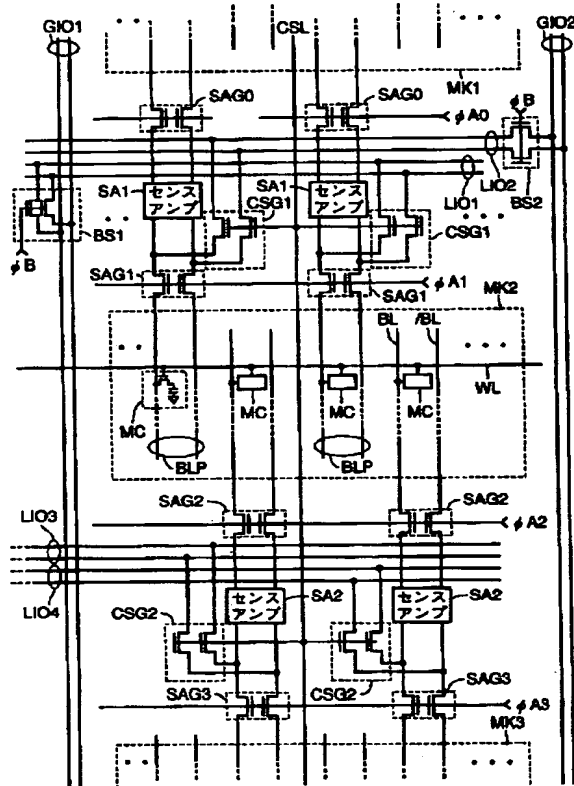 GIO1
CSL
GIO2
MK1
SAG0
SAG0
φA0
φB
LIO1
LIO2
BS2
SA1
センス
アンプ
SA1
センス
アンプ
CSG1
CSG1
BS1
φB
SAG1
SAG1
φA1
MK2
BL
/BL
WL
MC
MC
MC
MC
BLP
BLP
SAG2
SAG2
φA2
LIO3
LIO4
センス
アンプ
SA2
センス
アンプ
SA2
CSG2
CSG2
SAG3
SAG3
φA3
MK3